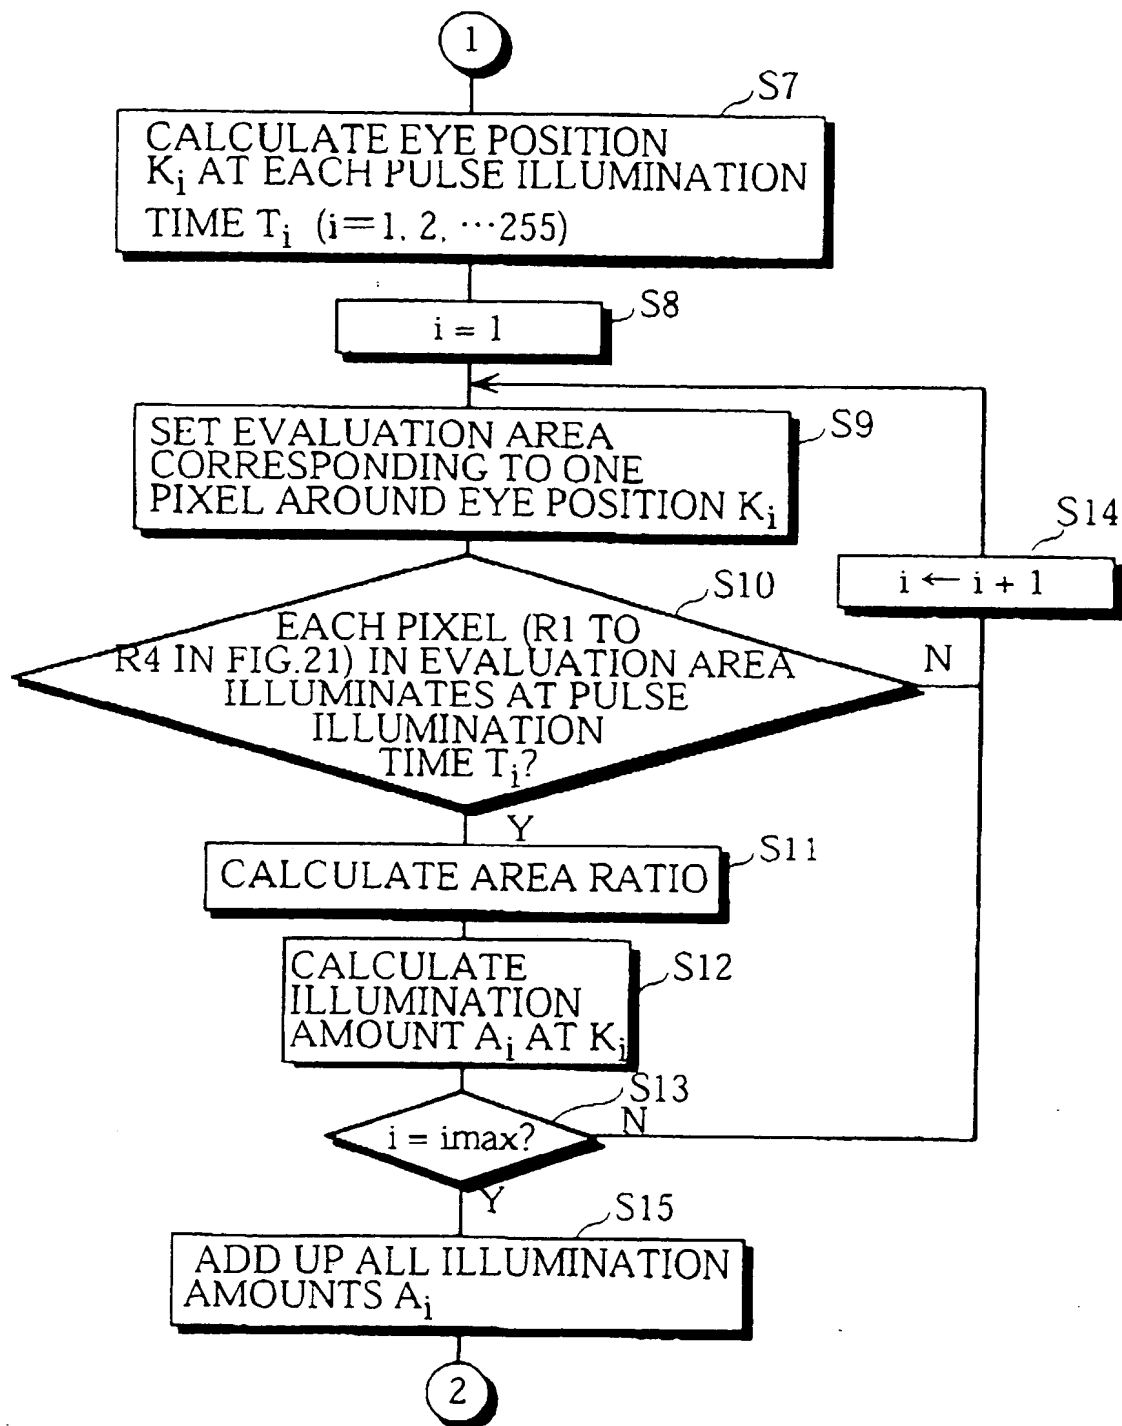 1
S7
CALCULATE EYE POSITION
Ki AT EACH PULSE ILLUMINATION
TIME Ti (i=1, 2, ···255)
S8
i = 1
S9
SET EVALUATION AREA
CORRESPONDING TO ONE
PIXEL AROUND EYE POSITION Ki
S14
i ← i + 1
S10
EACH PIXEL (R1 TO
R4 IN FIG.21) IN EVALUATION AREA
ILLUMINATES AT PULSE
ILLUMINATION
TIME Ti?
N
Y
S11
CALCULATE AREA RATIO
S12
CALCULATE
ILLUMINATION
AMOUNT Ai AT Ki
S13
i = imax?
N
Y
S15
ADD UP ALL ILLUMINATION
AMOUNTS Ai
2